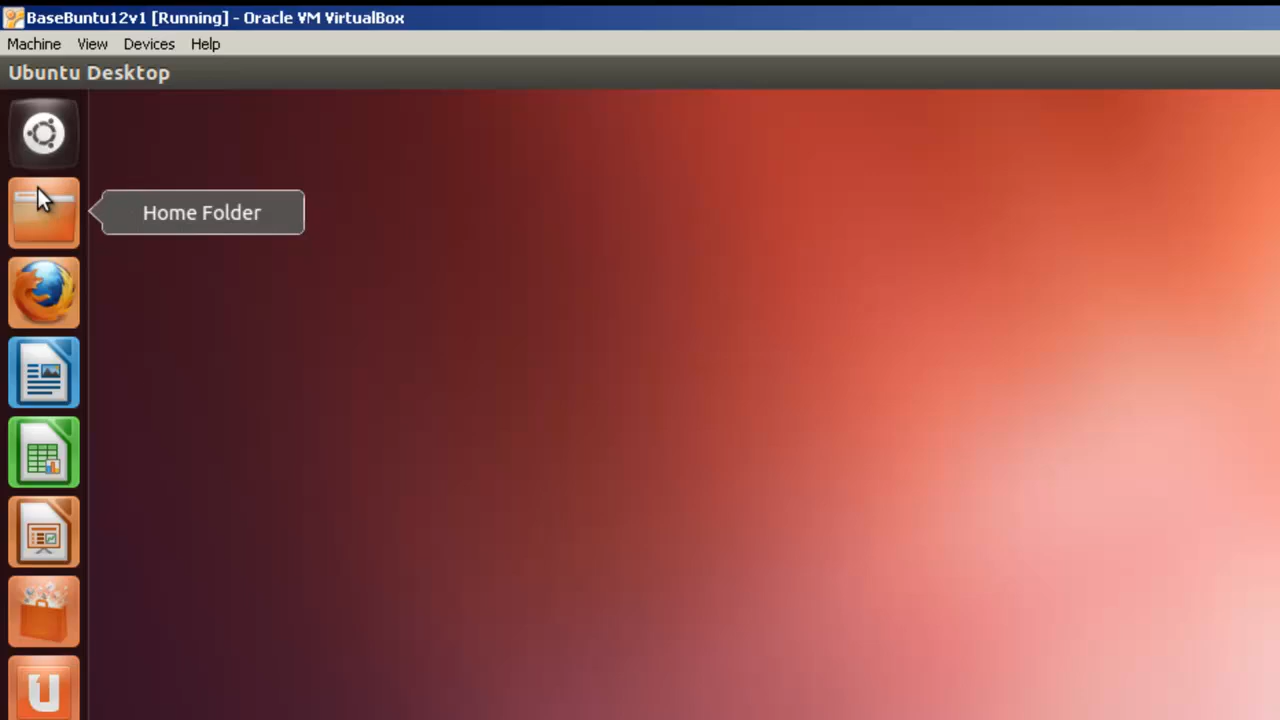 BaseBuntu12v1 [Running] - Oracle VM VirtualBox
Machine View Devices Help
Ubuntu Desktop
Home Folder
U